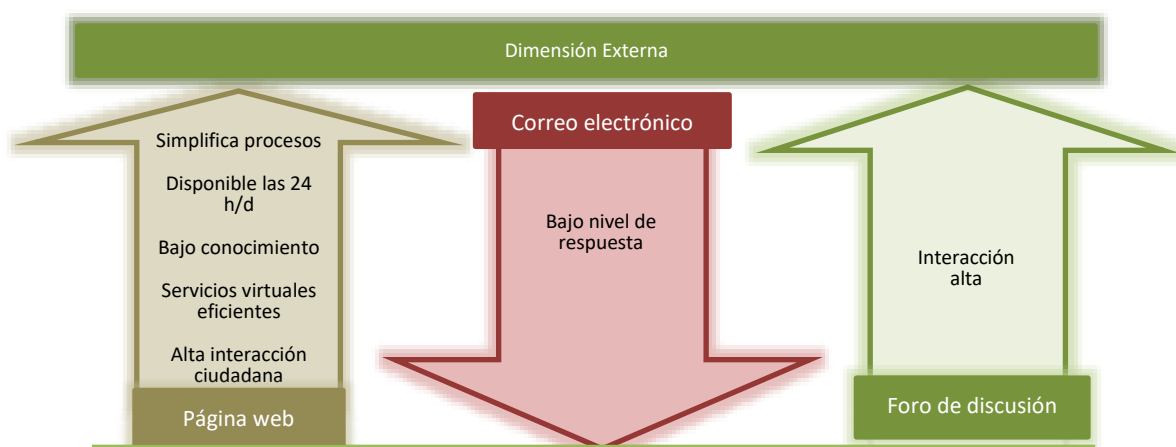 Dimensión Externa
Simplifica procesos
Disponible las 24
h/d
Bajo conocimiento
Servicios virtuales
eficientes
Alta interacción
ciudadana
Página web
Correo electrónico
Bajo nivel de
respuesta
Interacción
alta
Foro de discusión